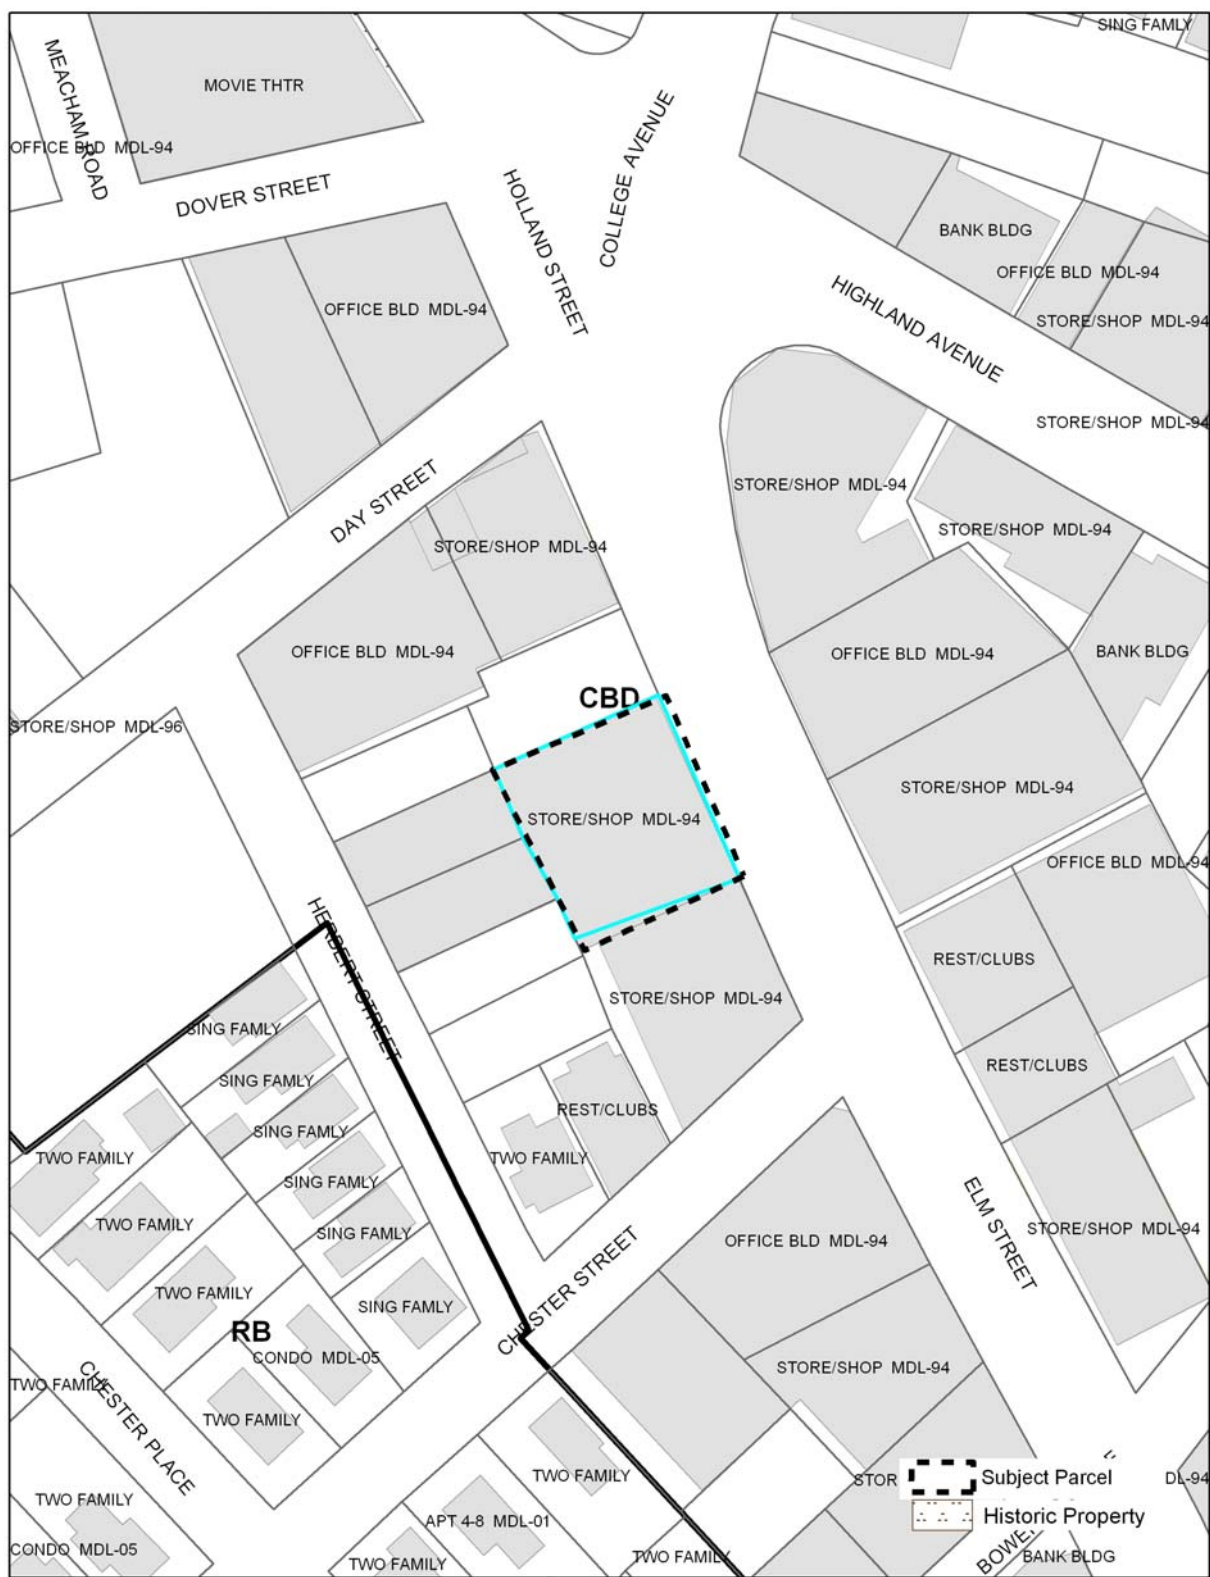 SING FAMLY
MEACHAM ROAD
MOVIE THTR
OFFICE BLD MDL-94
DOVER STREET
HOLLAND STREET
COLLEGE AVENUE
BANK BLDG
OFFICE BLD MDL-94
HIGHLAND AVENUE
OFFICE BLD MDL-94
STORE/SHOP MDL-94
STORE/SHOP MDL-94
STORE/SHOP MDL-94
DAY STREET
STORE/SHOP MDL-94
STORE/SHOP MDL-94
OFFICE BLD MDL-94
OFFICE BLD MDL-94
BANK BLDG
CBD
STORE/SHOP MDL-96
STORE/SHOP MDL-94
STORE/SHOP MDL-94
OFFICE BLD MDL-94
HERBERT STREET
REST/CLUBS
STORE/SHOP MDL-94
SING FAMLY
REST/CLUBS
SING FAMLY
REST/CLUBS
SING FAMLY
TWO FAMILY
TWO FAMILY
SING FAMLY
ELM STREET
TWO FAMILY
SING FAMLY
STORE/SHOP MDL-94
OFFICE BLD MDL-94
CHESTER STREET
TWO FAMILY
SING FAMLY
RB
CONDO MDL-05
STORE/SHOP MDL-94
TWO FAMILY
CHESTER PLACE
TWO FAMILY
TWO FAMILY
STOR
Subject Parcel
DL-94
TWO FAMILY
APT 4-8 MDL-01
Historic Property
BOWE
CONDO MDL-05
TWO FAMILY
TWO FAMILY
BANK BLDG